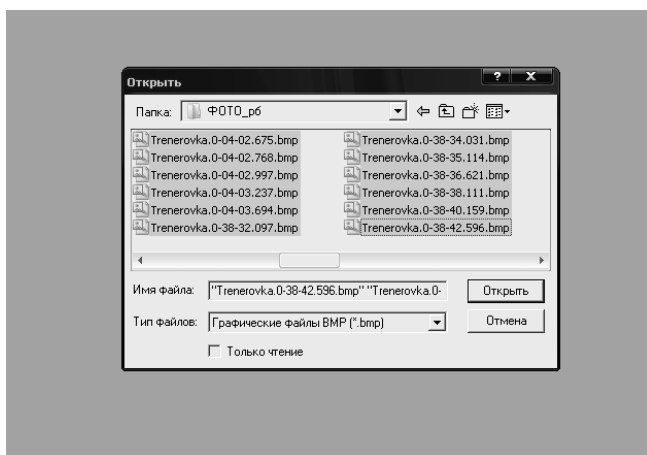 Открыть
Папка: ФОТО_рб
Trenerovka.0-04-02.675.bmp
Trenerovka.0-04-02.768.bmp
Trenerovka.0-04-02.997.bmp
Trenerovka.0-04-03.237.bmp
Trenerovka.0-04-03.694.bmp
Trenerovka.0-38-32.097.bmp
Trenerovka.0-38-34.031.bmp
Trenerovka.0-38-35.114.bmp
Trenerovka.0-38-36.621.bmp
Trenerovka.0-38-38.111.bmp
Trenerovka.0-38-40.159.bmp
Trenerovka.0-38-42.596.bmp
Имя файла: "Trenerovka.0-38-42.596.bmp" "Trenerovka.0- Открыть
Тип файлов: Графические файлы BMP (*.bmp) Отмена
Только чтение